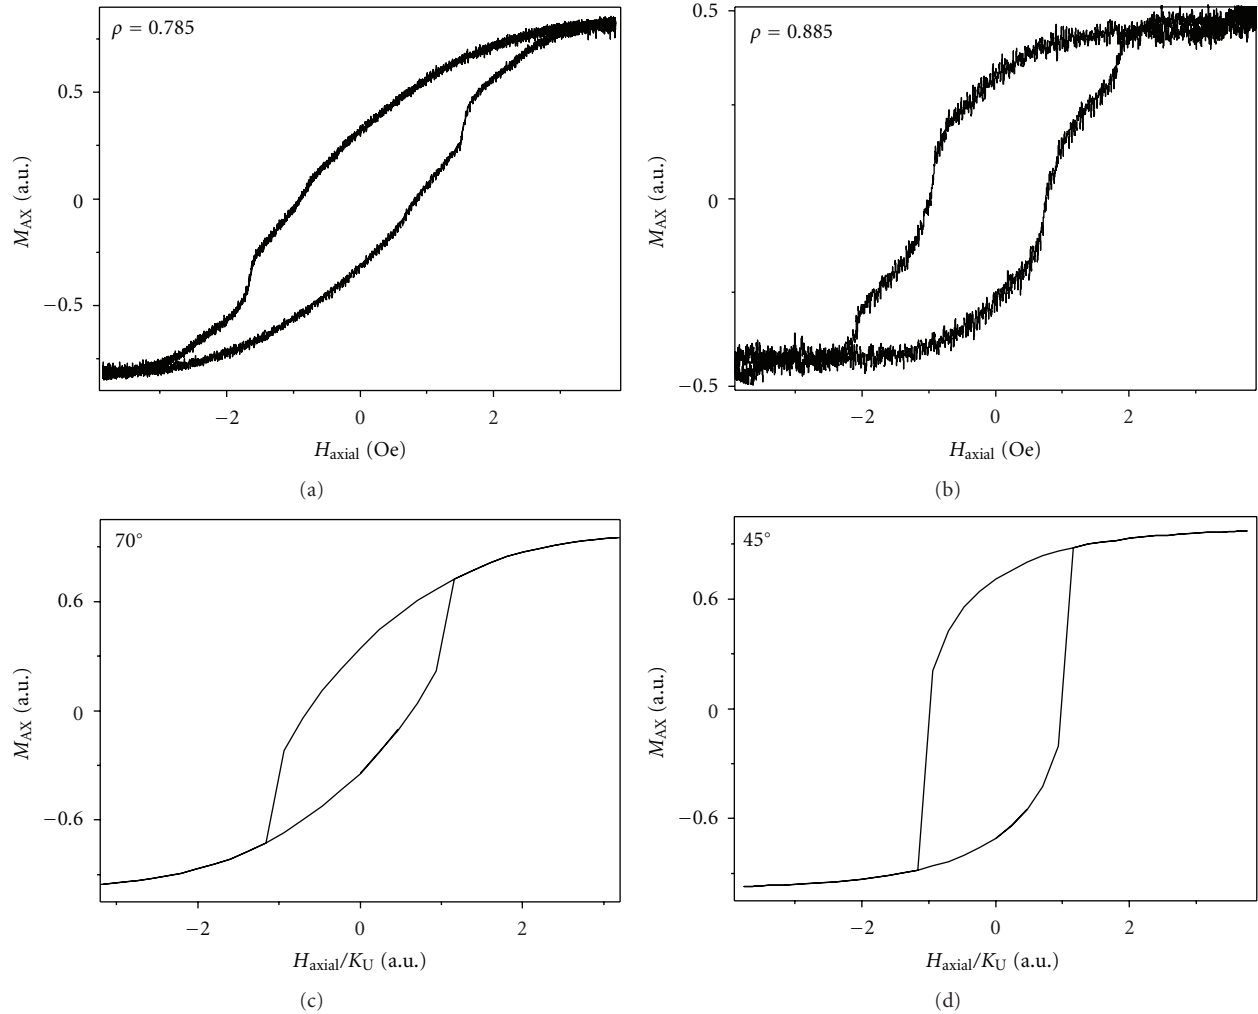 ρ = 0.785
0.5
0
−0.5
M_AX (a.u.)
−2 0 2
H_axial (Oe)
(a)
ρ = 0.885
0.5
0
−0.5
M_AX (a.u.)
−2 0 2
H_axial (Oe)
(b)
70°
0.6
0
−0.6
M_AX (a.u.)
−2 0 2
H_axial/K_U (a.u.)
(c)
45°
0.6
0
−0.6
M_AX (a.u.)
−2 0 2
H_axial/K_U (a.u.)
(d)